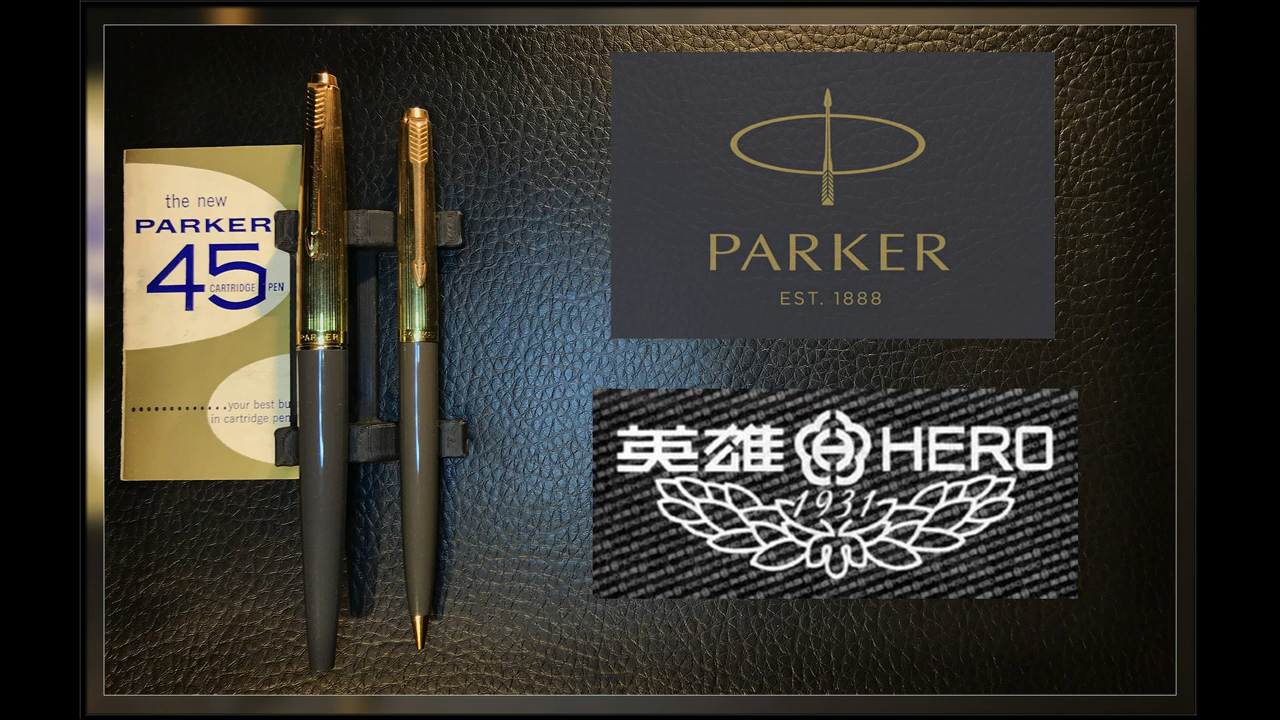 the new
PARKER
45
CARTRIDGE PEN
your best bu
in cartridge pen
PARKER
PARKER
EST. 1888
英雄 HERO
1931